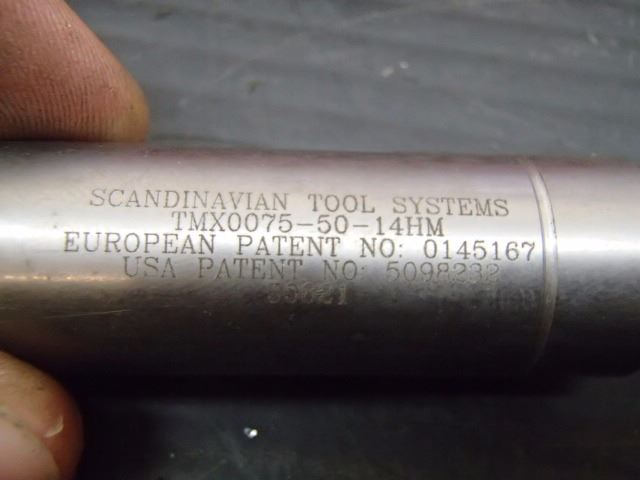 SCANDINAVIAN TOOL SYSTEMS
TMX0075-50-14HM
EUROPEAN PATENT NO: 0145167
USA PATENT NO: 5098232